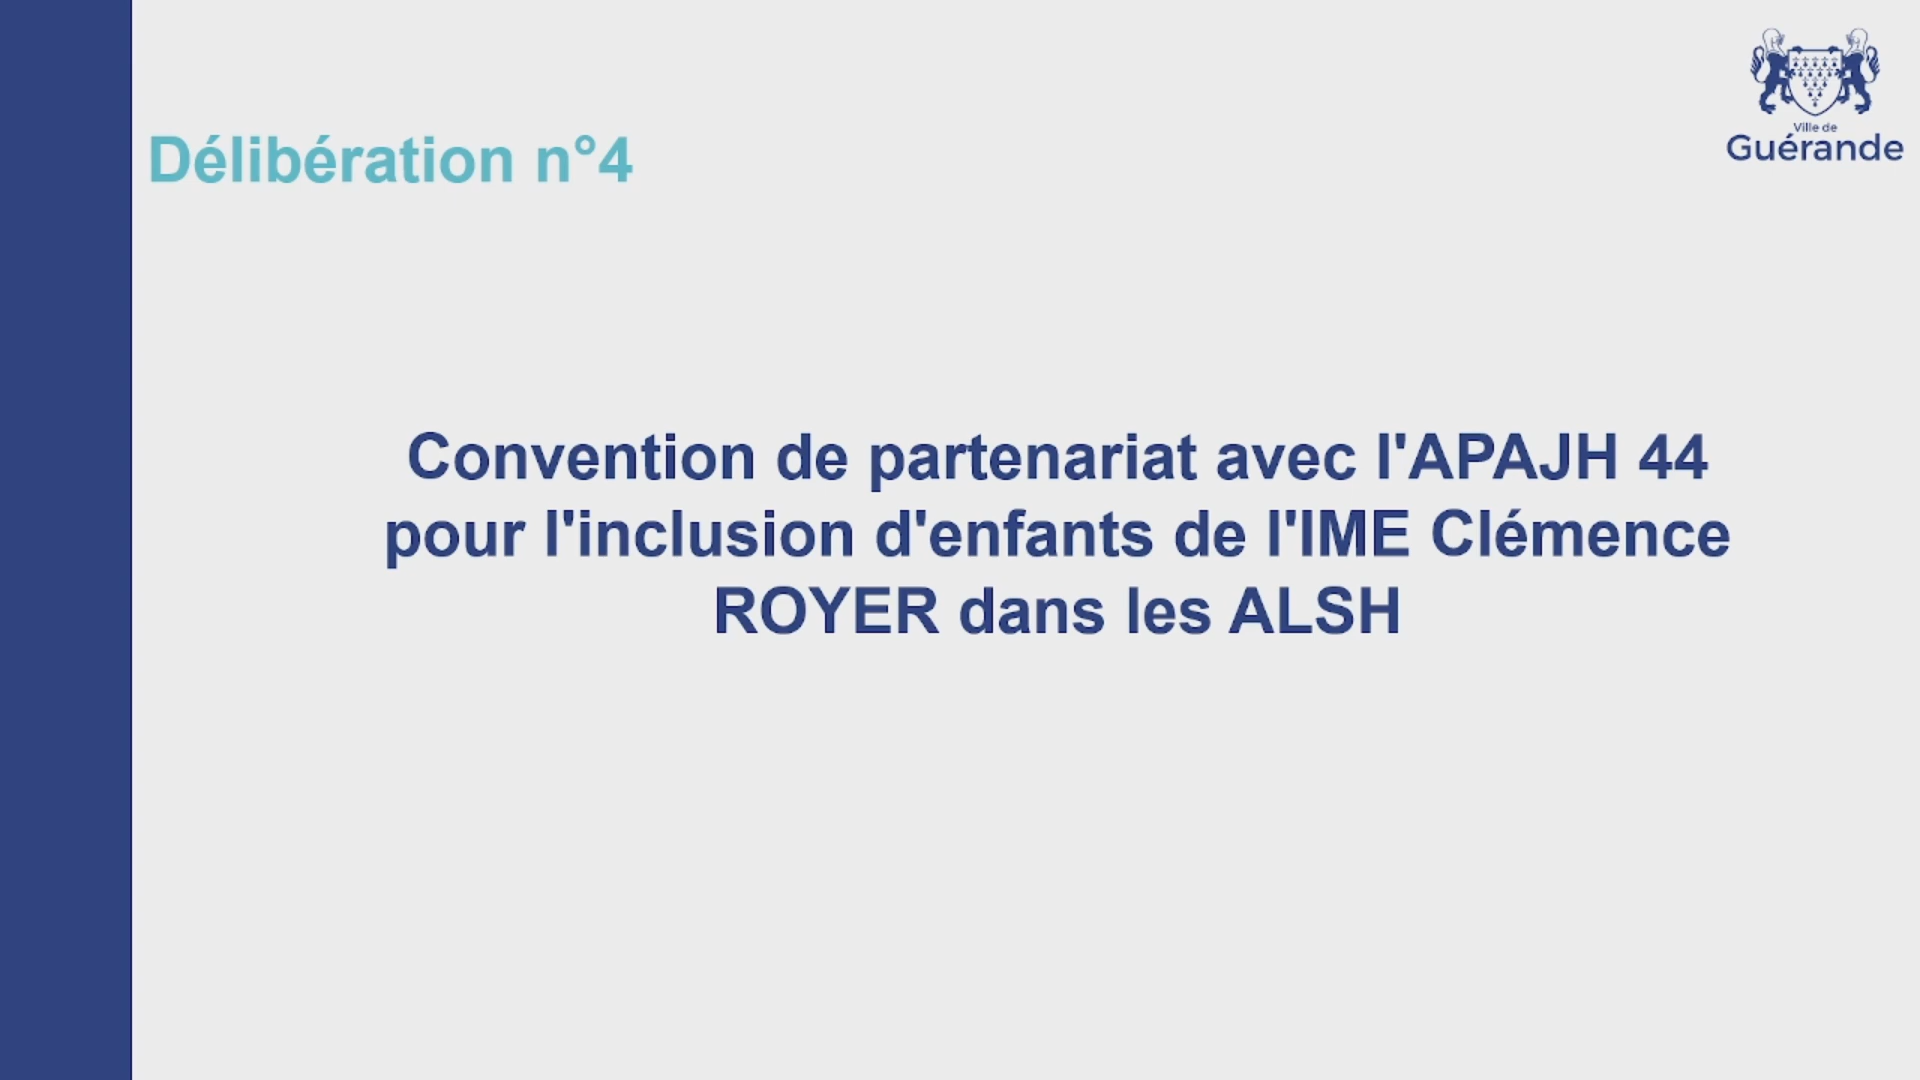 Ville de
Guérande
Délibération n°4
Convention de partenariat avec l'APAJH 44
pour l'inclusion d'enfants de l'IME Clémence
ROYER dans les ALSH